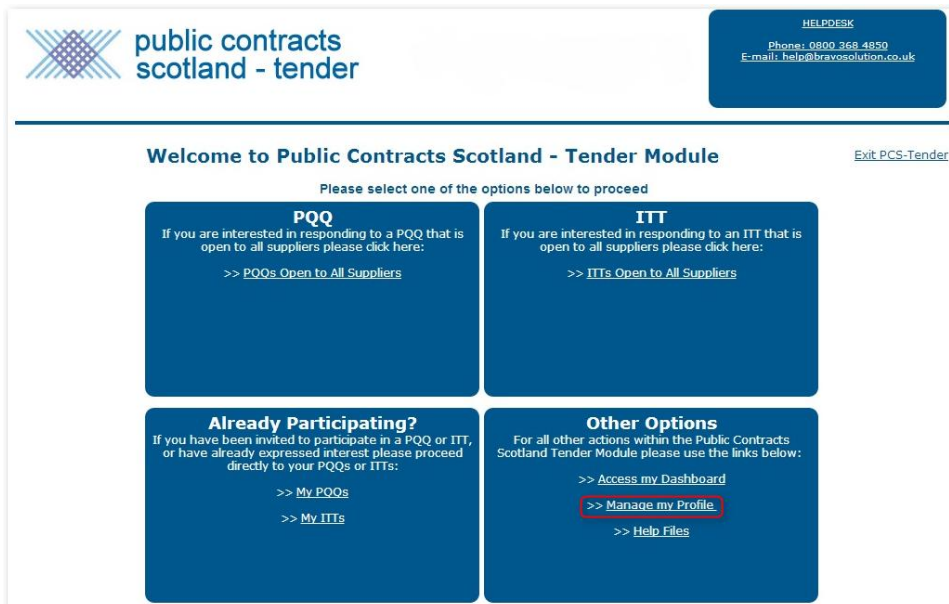 public contracts
scotland - tender
HELPDESK
Phone: 0800 368 4850
E-mail: help@bravosolution.co.uk
Welcome to Public Contracts Scotland - Tender Module
Exit PCS-Tender
Please select one of the options below to proceed
PQQ
If you are interested in responding to a PQQ that is
open to all suppliers please click here:
>> PQQs Open to All Suppliers
ITT
If you are interested in responding to an ITT that is
open to all suppliers please click here:
>> ITTs Open to All Suppliers
Already Participating?
If you have been invited to participate in a PQQ or ITT,
or have already expressed interest please proceed
directly to your PQQs or ITTs:
>> My PQQs
>> My ITTs
Other Options
For all other actions within the Public Contracts
Scotland Tender Module please use the links below:
>> Access my Dashboard
>> Manage my Profile
>> Help Files